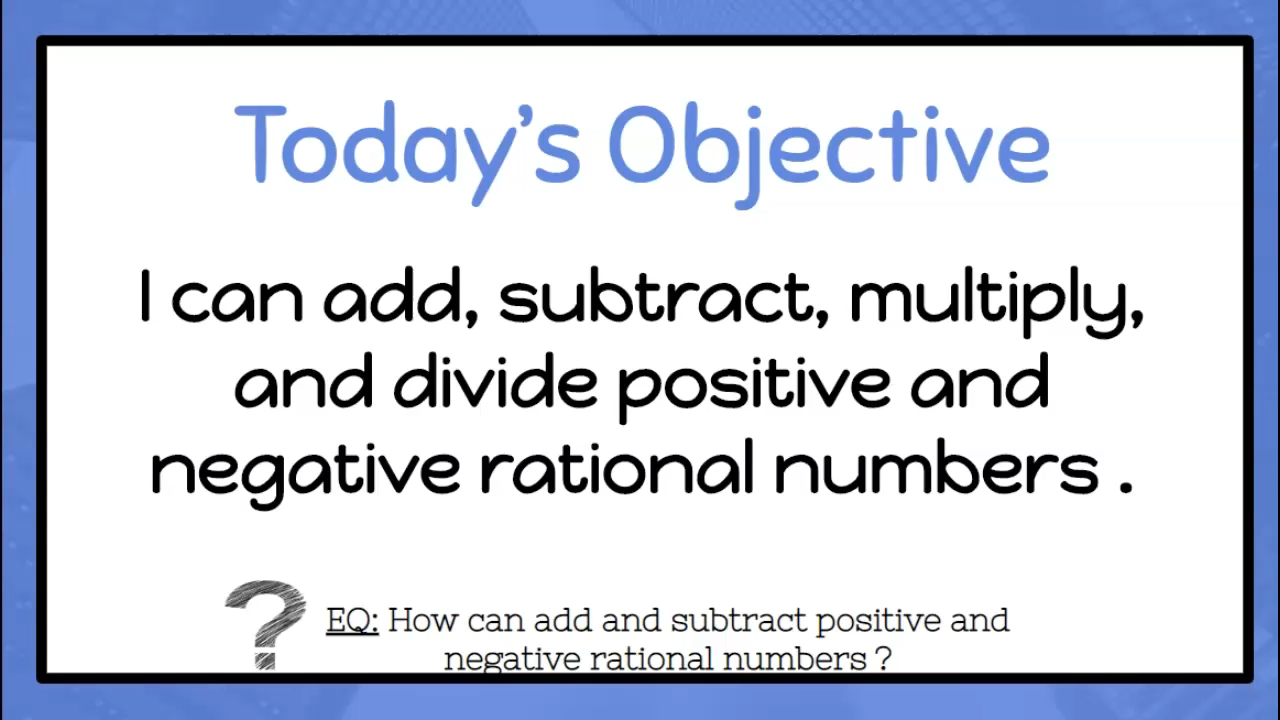 Today's Objective
I can add, subtract, multiply,
and divide positive and
negative rational numbers .
EQ: How can add and subtract positive and
negative rational numbers ?